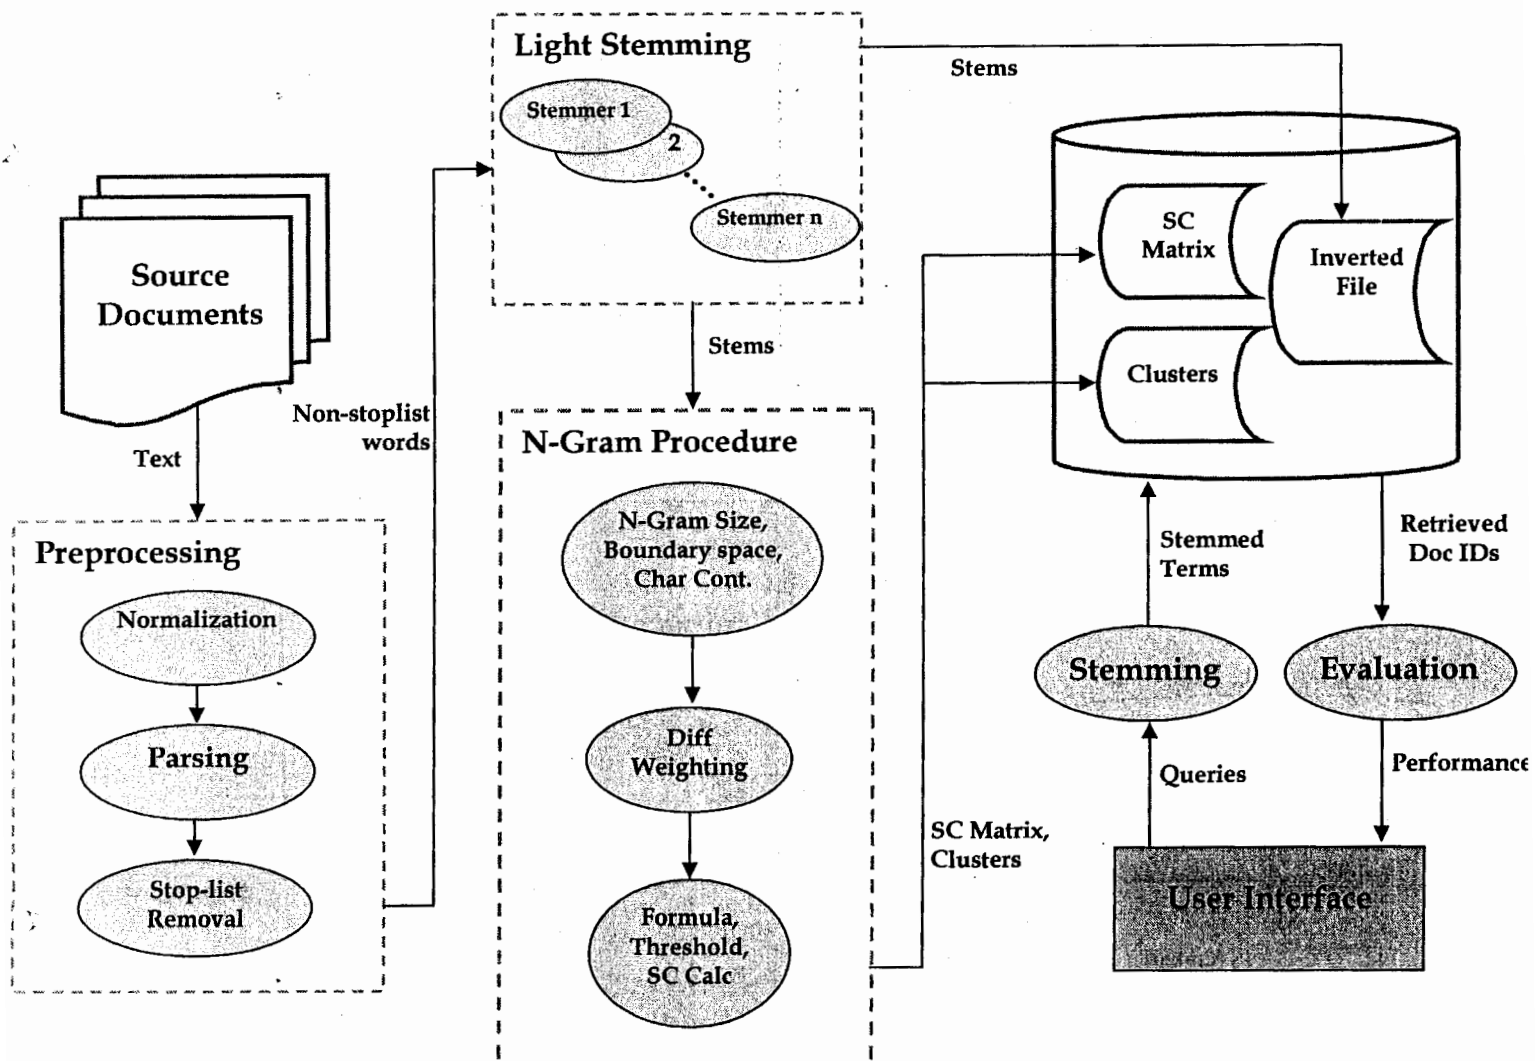 Light Stemming
Stemmer 1
2
Stemmer n
Stems
Source
Documents
Text
Non-stoplist
words
Stems
SC
Matrix
Inverted
File
Clusters
Preprocessing
Normalization
Parsing
Stop-list
Removal
N-Gram Procedure
N-Gram Size,
Boundary space,
Char Cont.
Diff
Weighting
Formula,
Threshold,
SC Calc
SC Matrix,
Clusters
Stemmed
Terms
Retrieved
Doc IDs
Stemming
Evaluation
Queries
Performance
User Interface